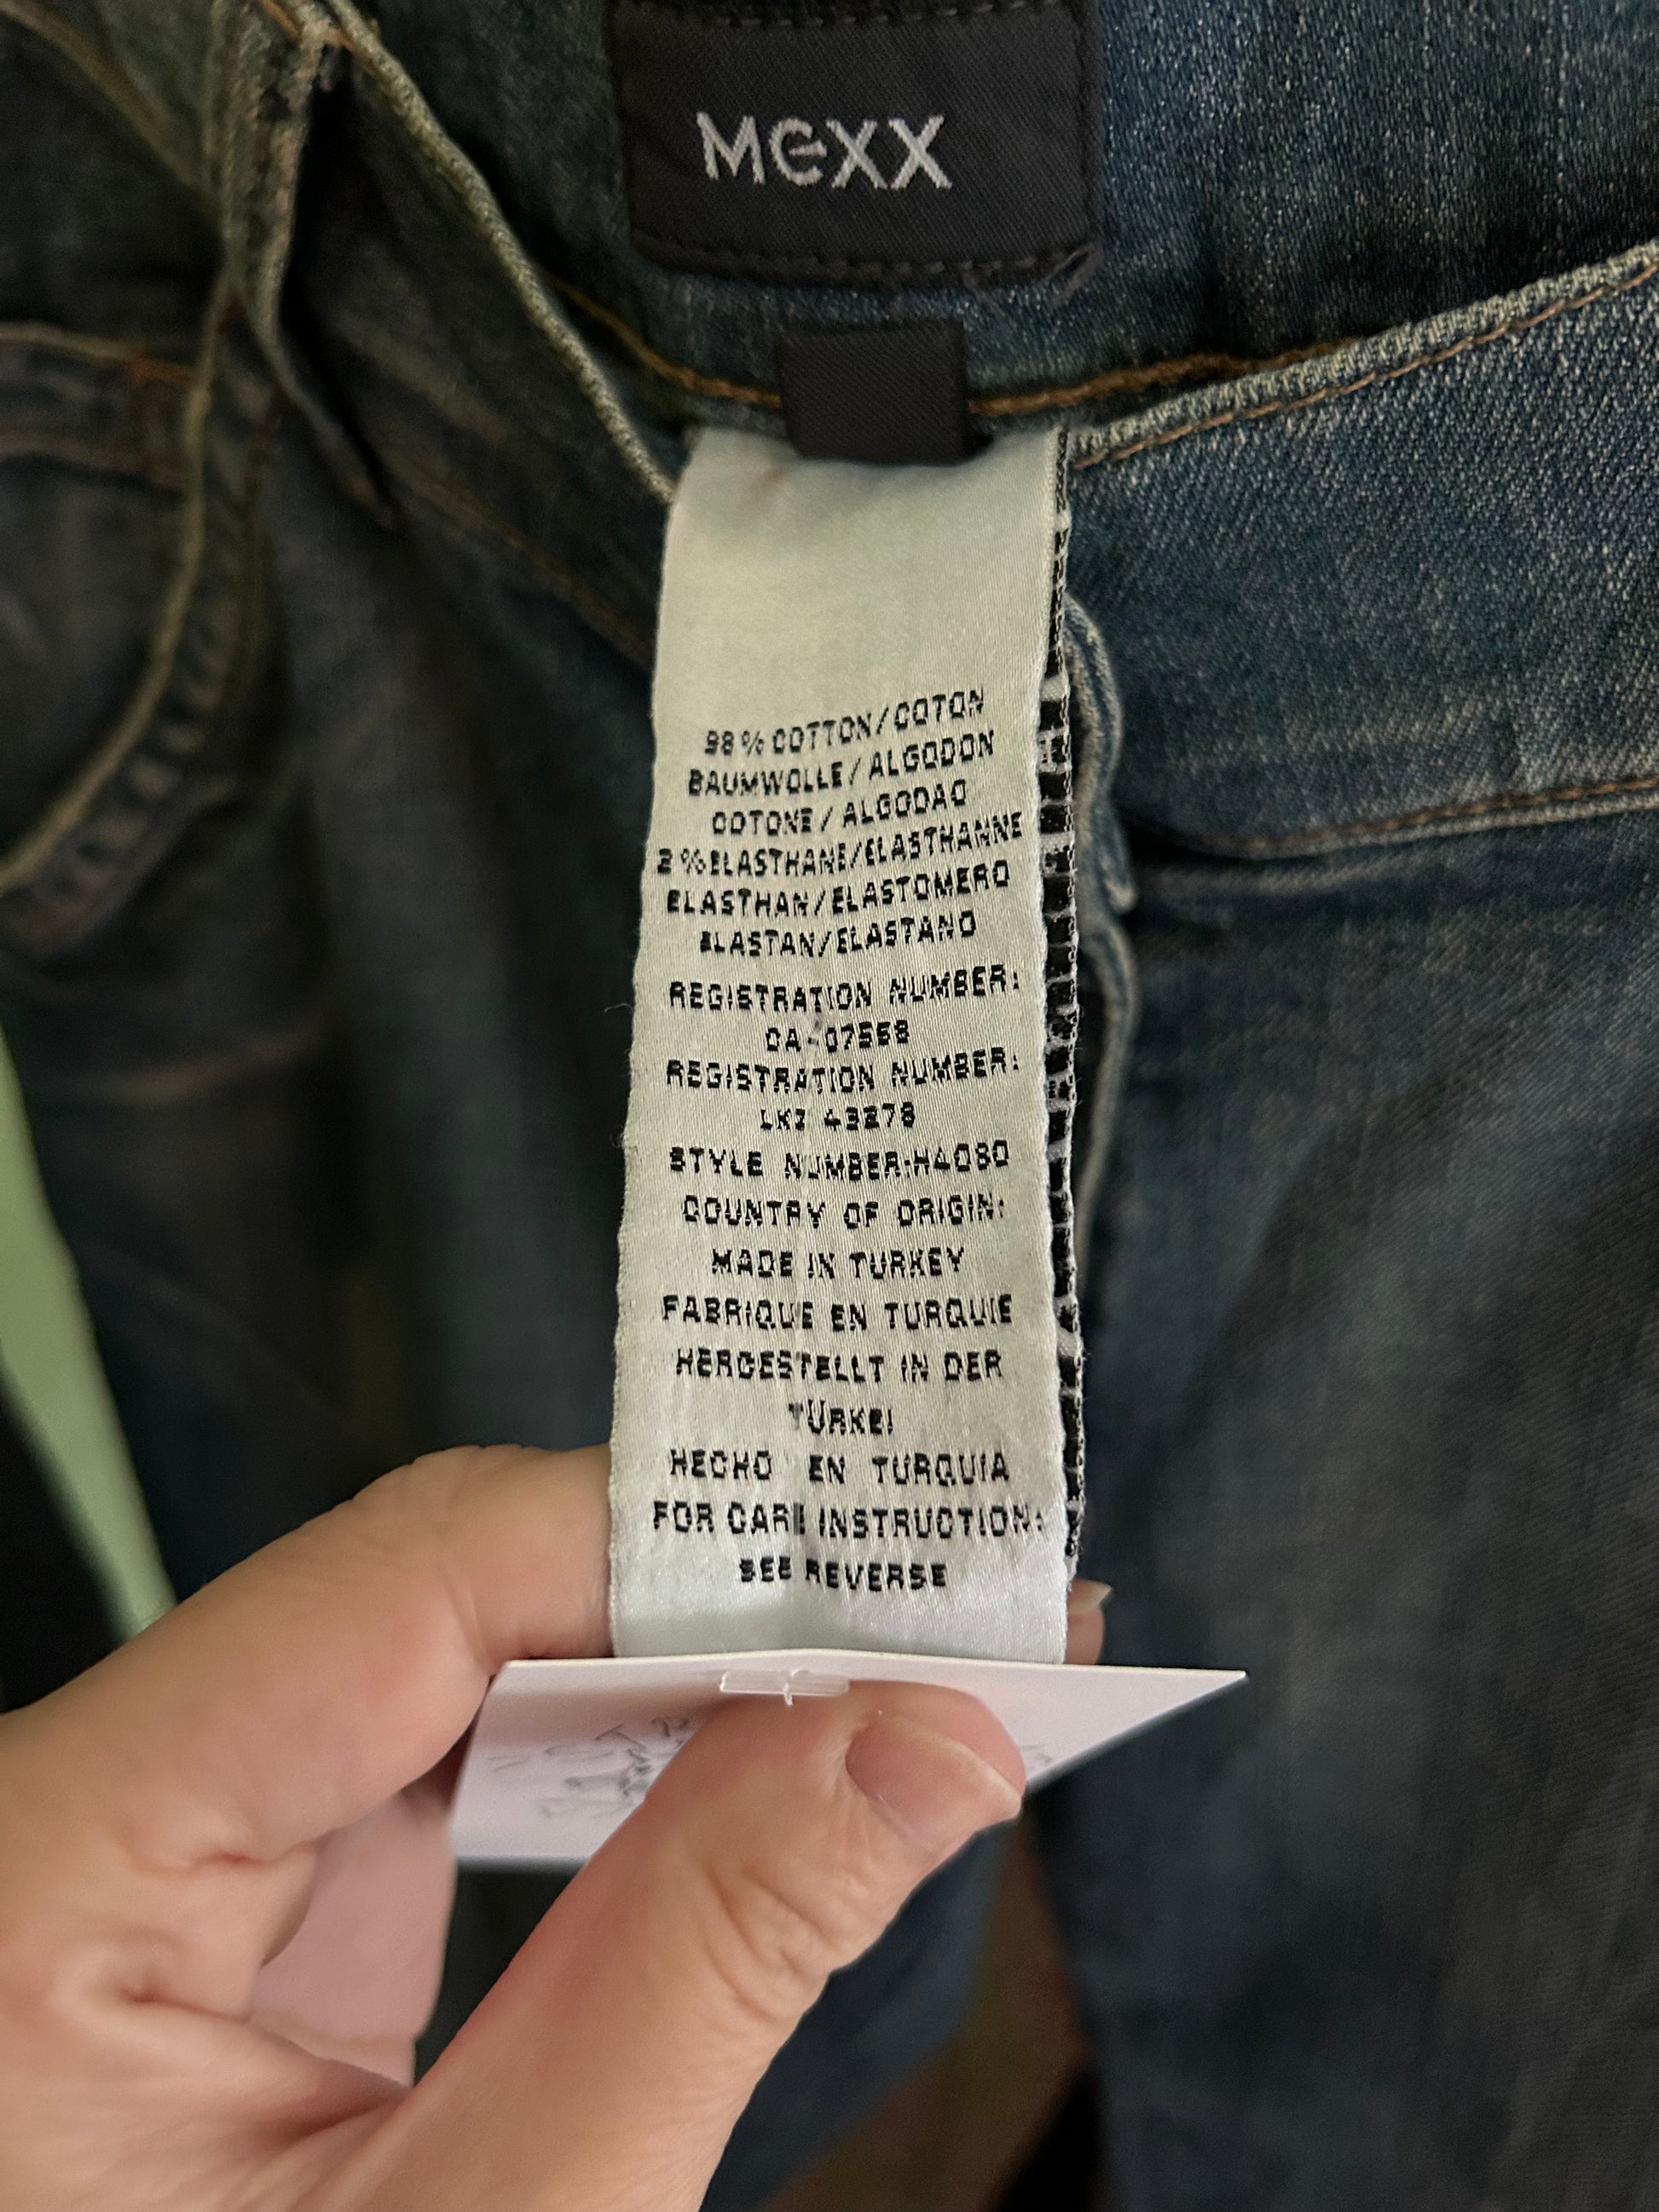 Mexx
98% COTTON/COTON
BAUMWOLLE/ALGODON
COTONE/ALGODAO
2%ELASTHANE/ELASTHANNE
ELASTHAN/ELASTOMERO
ELASTAN/ELASTANO
REGISTRATION NUMBER:
CA-07558
REGISTRATION NUMBER:
LKZ 43278
STYLE NUMBER:H4080
COUNTRY OF ORIGIN:
MADE IN TURKEY
FABRIQUE EN TURQUIE
HERGESTELLT IN DER
TÜRKEI
HECHO EN TURQUIA
FOR CARE INSTRUCTION:
SEE REVERSE